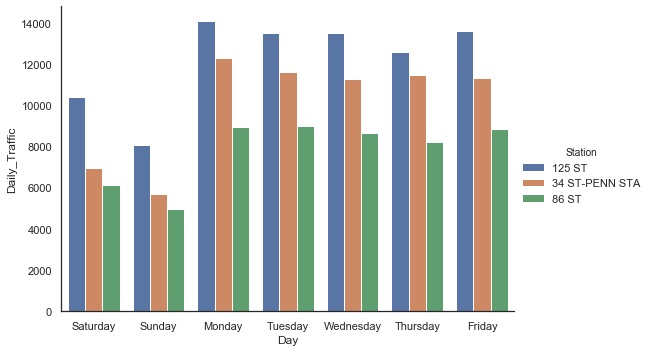 Daily_Traffic
14000
12000
10000
8000
6000
4000
2000
0
Saturday Sunday Monday Tuesday Wednesday Thursday Friday
Day
Station
125 ST
34 ST-PENN STA
86 ST